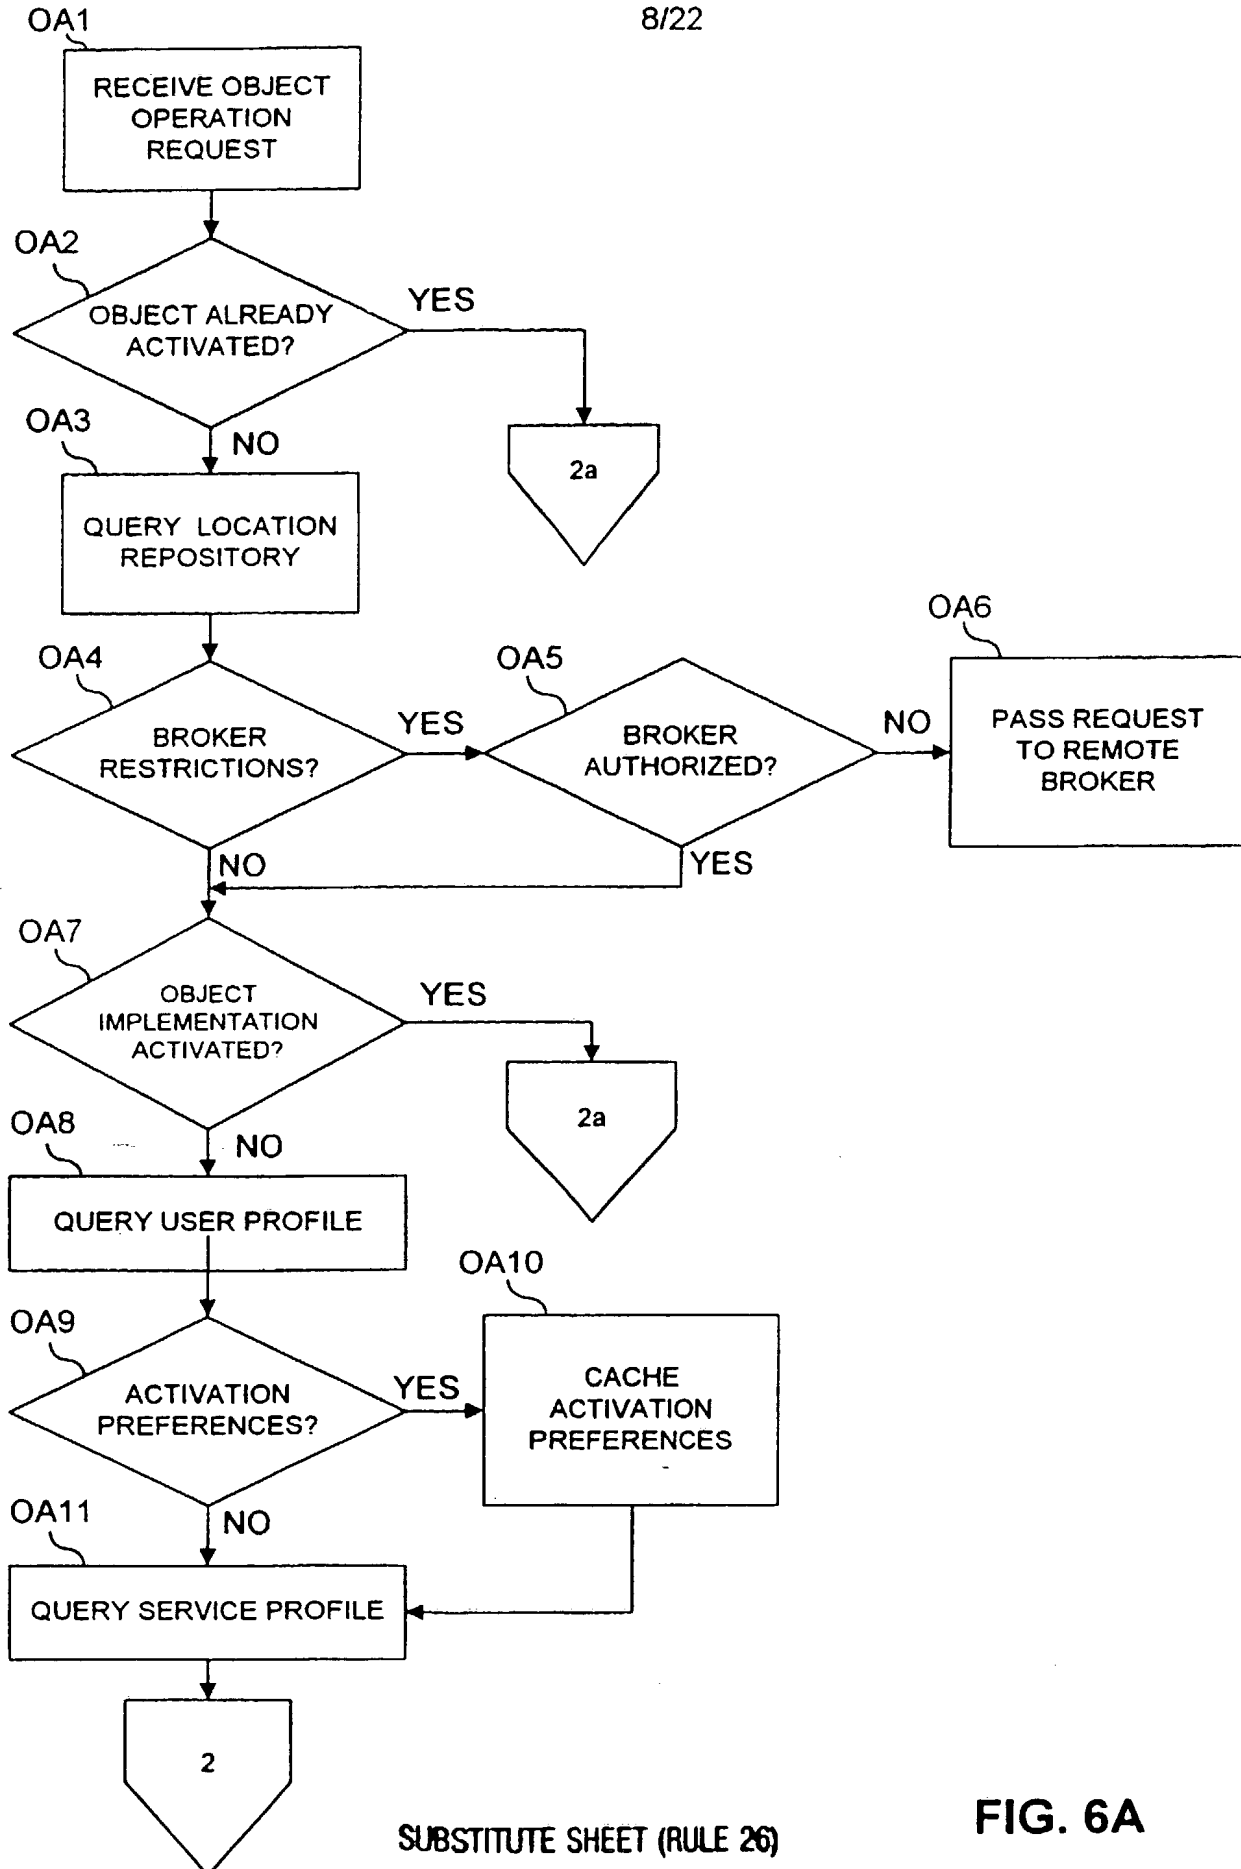 8/22
OA1
RECEIVE OBJECT
OPERATION
REQUEST
OA2
OBJECT ALREADY
ACTIVATED?
YES
2a
NO
OA3
QUERY LOCATION
REPOSITORY
OA4
BROKER
RESTRICTIONS?
YES
OA5
BROKER
AUTHORIZED?
NO
OA6
PASS REQUEST
TO REMOTE
BROKER
NO
YES
OA7
OBJECT
IMPLEMENTATION
ACTIVATED?
YES
2a
NO
OA8
QUERY USER PROFILE
OA9
ACTIVATION
PREFERENCES?
YES
OA10
CACHE
ACTIVATION
PREFERENCES
NO
OA11
QUERY SERVICE PROFILE
2
SUBSTITUTE SHEET (RULE 26)
FIG. 6A